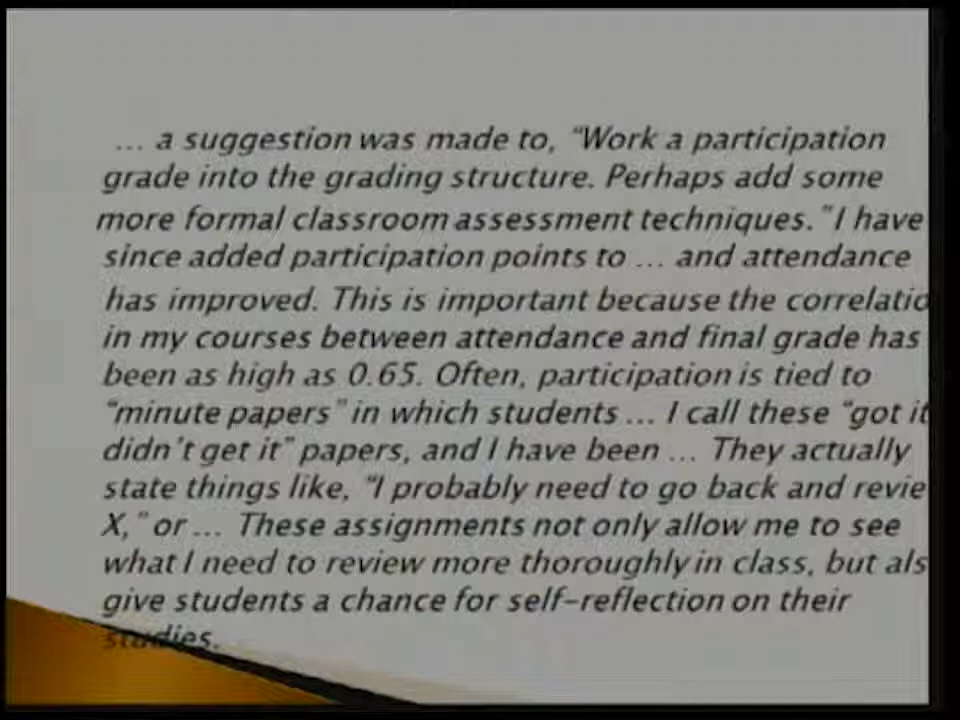 … a suggestion was made to, “Work a participation
grade into the grading structure. Perhaps add some
more formal classroom assessment techniques.” I have
since added participation points to … and attendance
has improved. This is important because the correlatio
in my courses between attendance and final grade has
been as high as 0.65. Often, participation is tied to
“minute papers” in which students … I call these “got it
didn’t get it” papers, and I have been … They actually
state things like, “I probably need to go back and revie
X,” or … These assignments not only allow me to see
what I need to review more thoroughly in class, but als
give students a chance for self-reflection on their
studies.